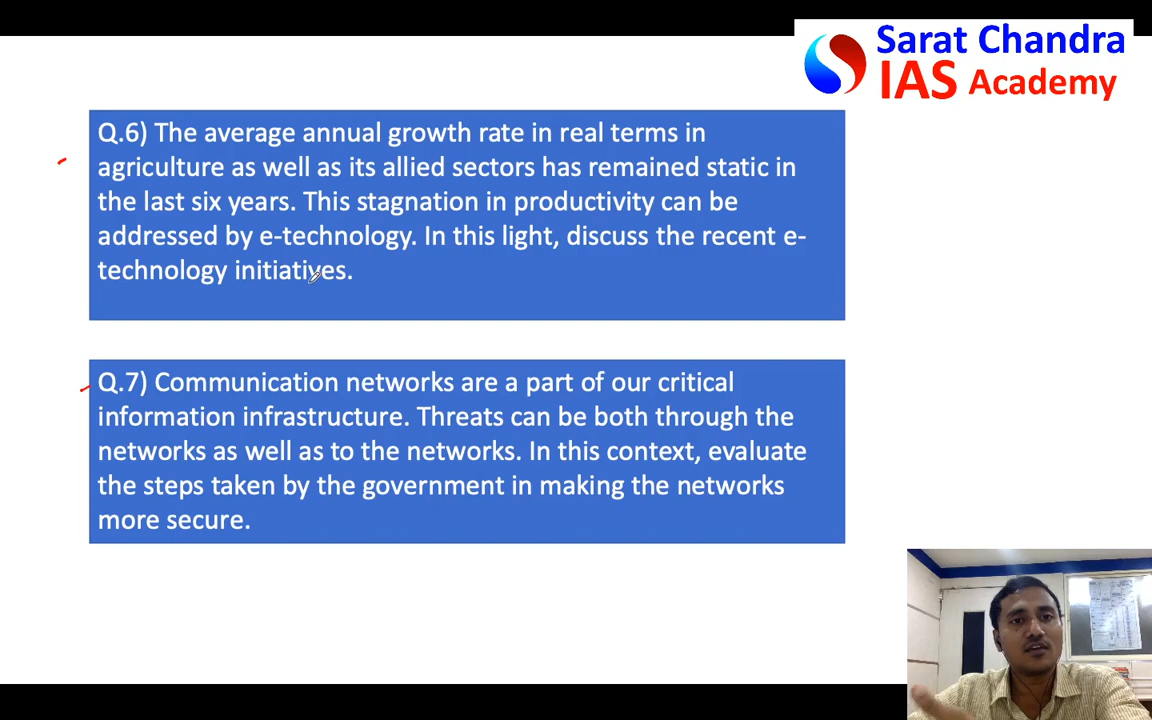 Sarat Chandra
IAS Academy
Q.6) The average annual growth rate in real terms in
agriculture as well as its allied sectors has remained static in
the last six years. This stagnation in productivity can be
addressed by e-technology. In this light, discuss the recent e-
technology initiatives.
Q.7) Communication networks are a part of our critical
information infrastructure. Threats can be both through the
networks as well as to the networks. In this context, evaluate
the steps taken by the government in making the networks
more secure.